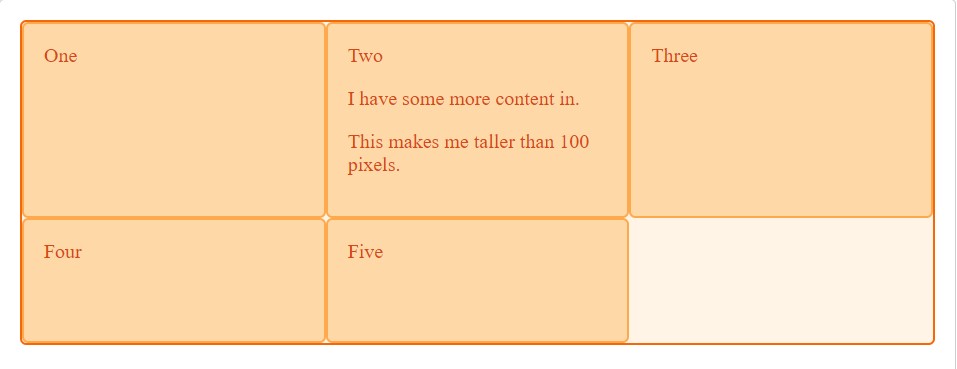 One
Two
I have some more content in.
This makes me taller than 100
pixels.
Three
Four
Five